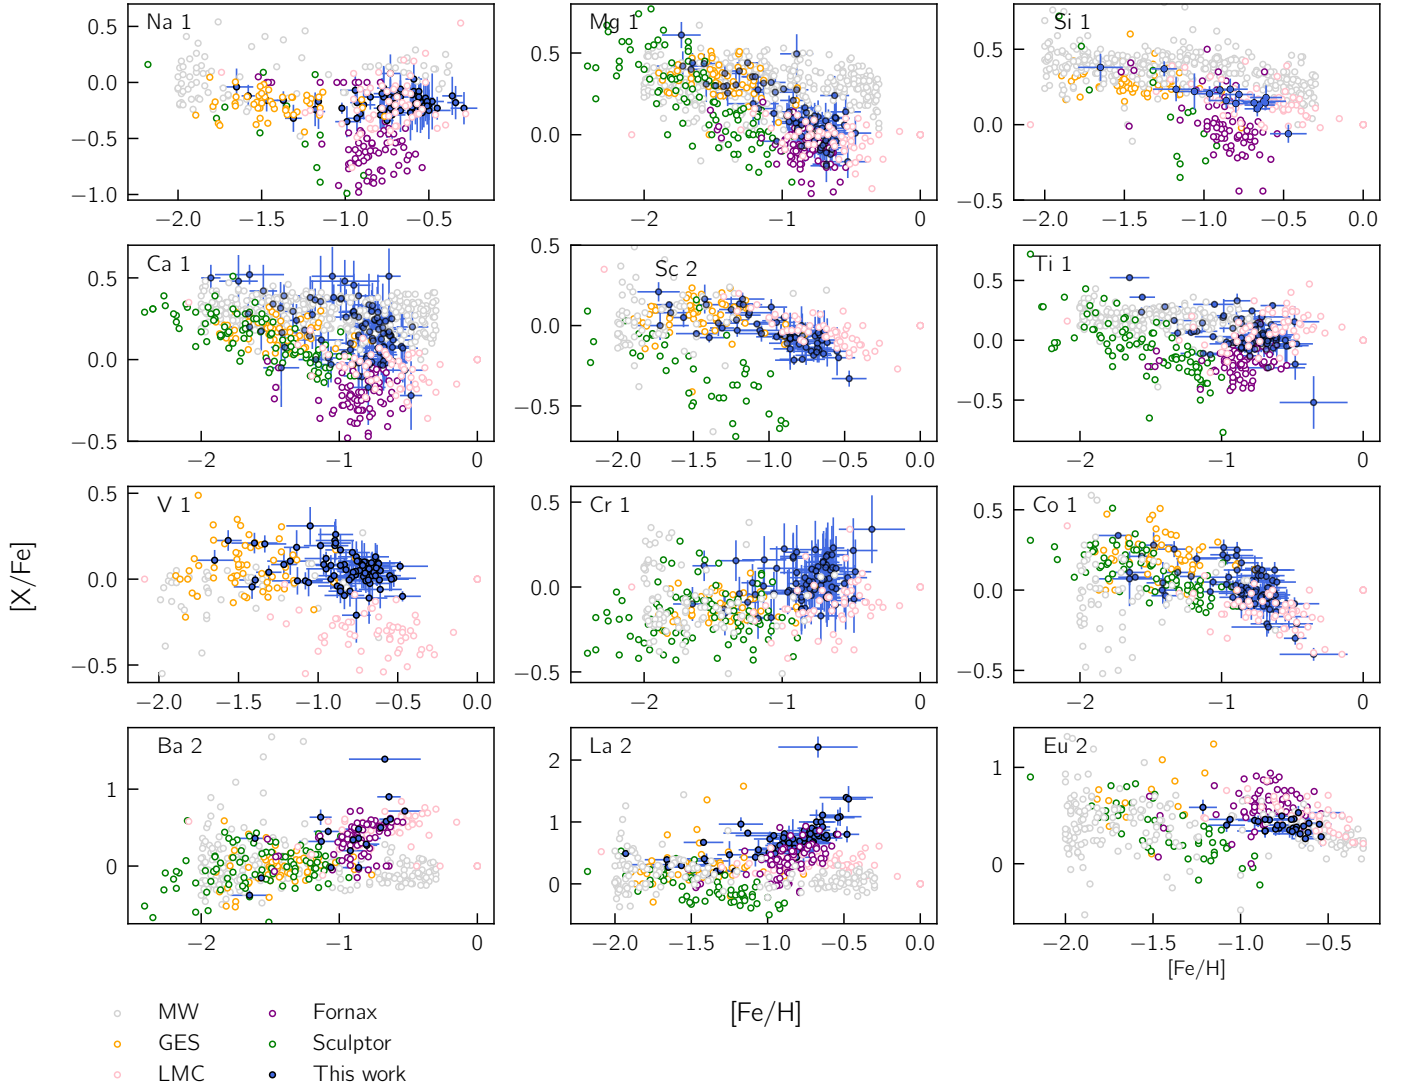 Na 1
Mg 1
Si 1
0.5
0.0
−0.5
−1.0
0.5
0.0
0.5
0.0
−0.5
−2.0 −1.5 −1.0 −0.5
−2 −1 0
−2.0 −1.5 −1.0 −0.5 0.0
Ca 1
Sc 2
Ti 1
0.5
0.0
−0.5
0.5
0.0
−0.5
0.5
0.0
−0.5
−2 −1 0
−2.0 −1.5 −1.0 −0.5 0.0
−2 −1 0
[X/Fe]
V 1
Cr 1
Co 1
0.5
0.0
−0.5
0.5
0.0
−0.5
0.5
0.0
−0.5
−2.0 −1.5 −1.0 −0.5 0.0
−2 −1 0
−2 −1 0
Ba 2
La 2
Eu 2
1
0
2
1
0
1
0
−2 −1 0
−2.0 −1.5 −1.0 −0.5 0.0
−2.0 −1.5 −1.0 −0.5
[Fe/H]
[Fe/H]
MW
GES
LMC
Fornax
Sculptor
This work